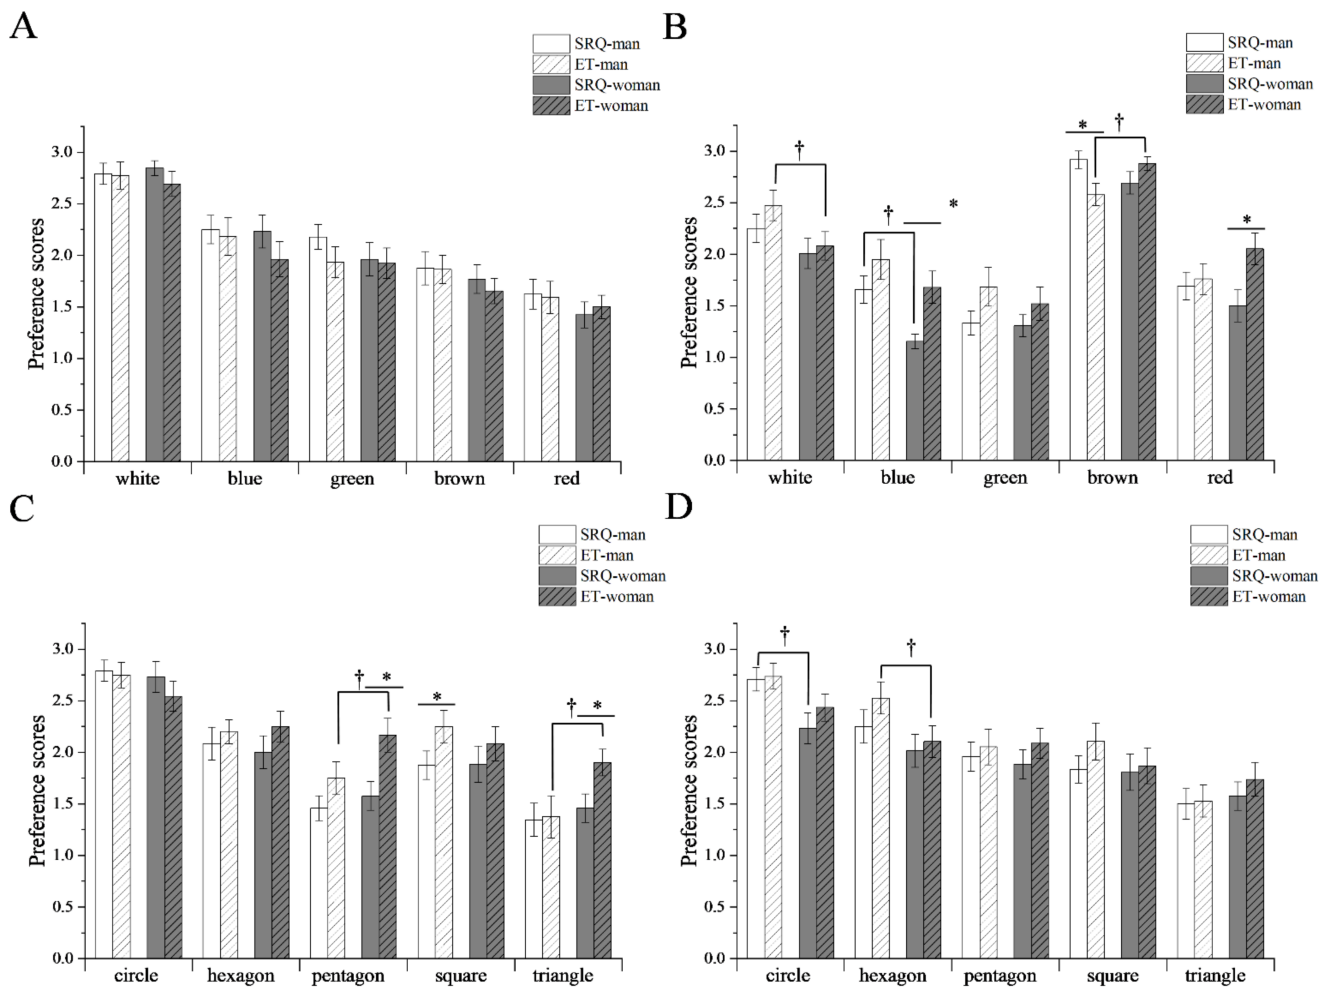 A
SRQ-man
ET-man
SRQ-woman
ET-woman
Preference scores
3.0
2.5
2.0
1.5
1.0
0.5
0.0
white blue green brown red
B
SRQ-man
ET-man
SRQ-woman
ET-woman
Preference scores
3.0
2.5
2.0
1.5
1.0
0.5
0.0
†
† *
* †
*
white blue green brown red
C
SRQ-man
ET-man
SRQ-woman
ET-woman
Preference scores
3.0
2.5
2.0
1.5
1.0
0.5
0.0
† *
*
† *
circle hexagon pentagon square triangle
D
SRQ-man
ET-man
SRQ-woman
ET-woman
Preference scores
3.0
2.5
2.0
1.5
1.0
0.5
0.0
†
†
circle hexagon pentagon square triangle